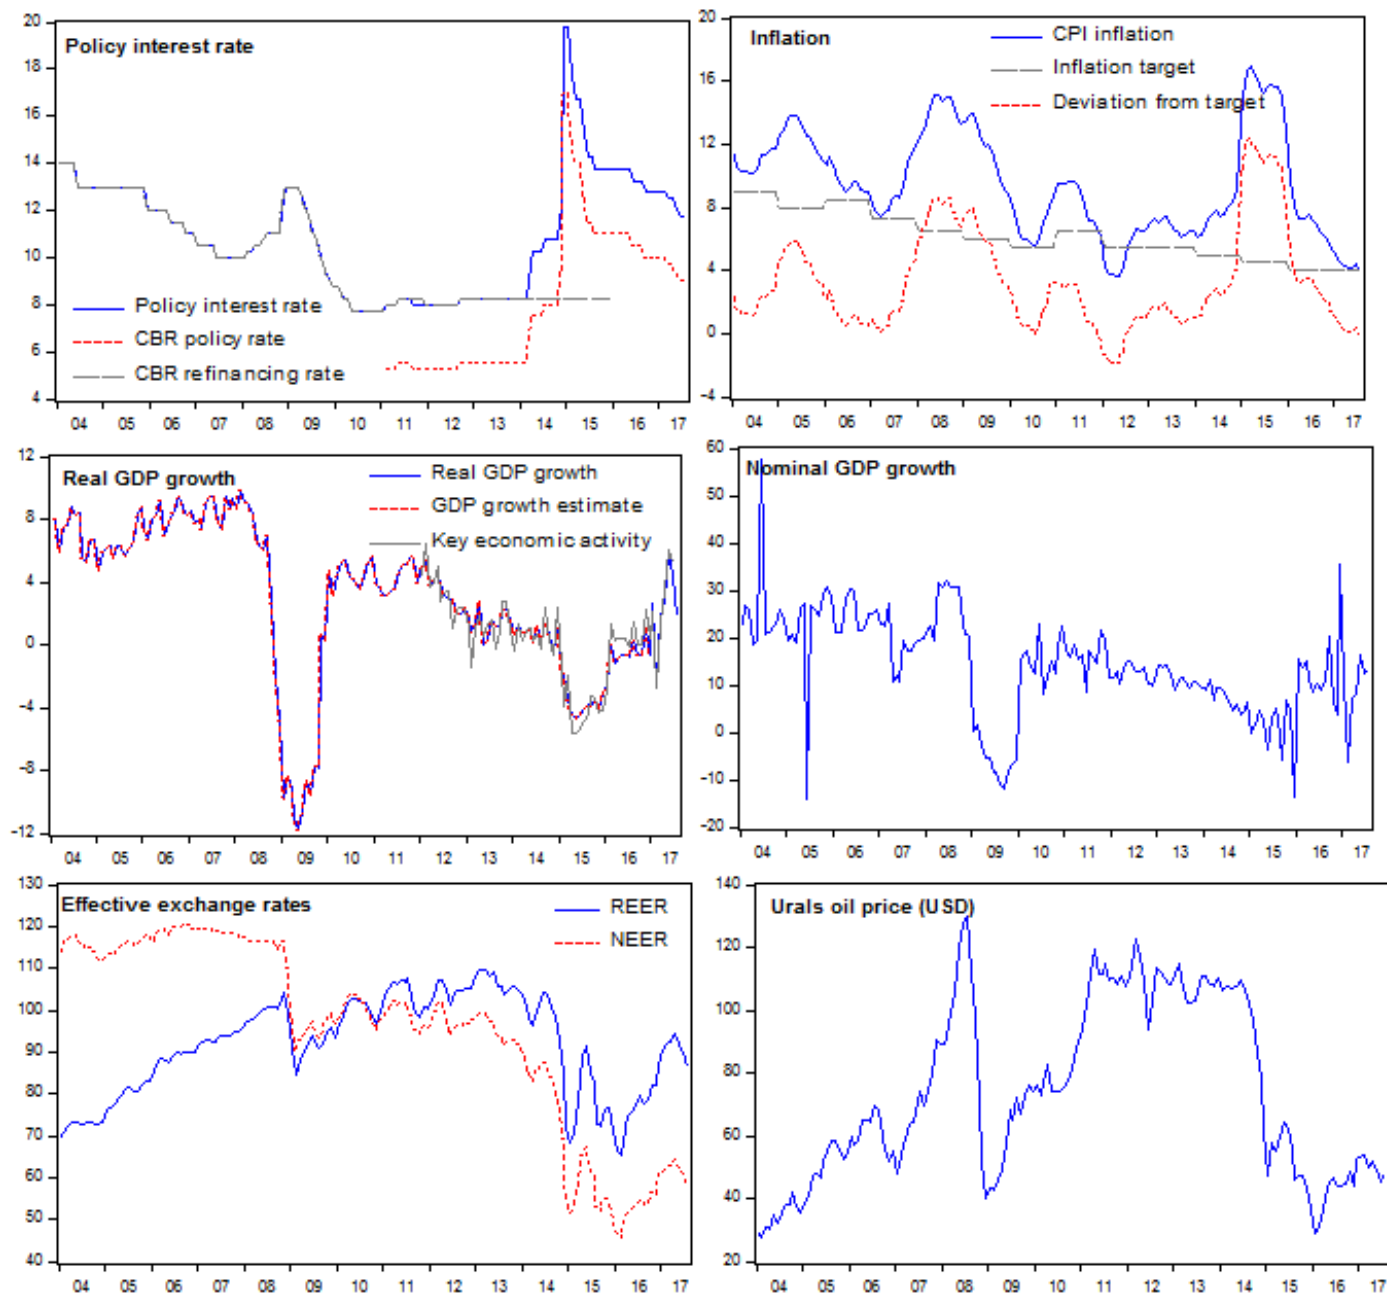 Policy interest rate
20
18
16
14
12
10
8
6
4
Policy interest rate
CBR policy rate
CBR refinancing rate
04 05 06 07 08 09 10 11 12 13 14 15 16 17
Inflation
20
16
12
8
4
0
-4
CPI inflation
Inflation target
Deviation from target
04 05 06 07 08 09 10 11 12 13 14 15 16 17
Real GDP growth
12
8
4
0
-4
-8
-12
Real GDP growth
GDP growth estimate
Key economic activity
04 05 06 07 08 09 10 11 12 13 14 15 16 17
Nominal GDP growth
60
50
40
30
20
10
0
-10
-20
04 05 06 07 08 09 10 11 12 13 14 15 16 17
Effective exchange rates
130
120
110
100
90
80
70
60
50
40
REER
NEER
04 05 06 07 08 09 10 11 12 13 14 15 16 17
Urals oil price (USD)
140
120
100
80
60
40
20
04 05 06 07 08 09 10 11 12 13 14 15 16 17